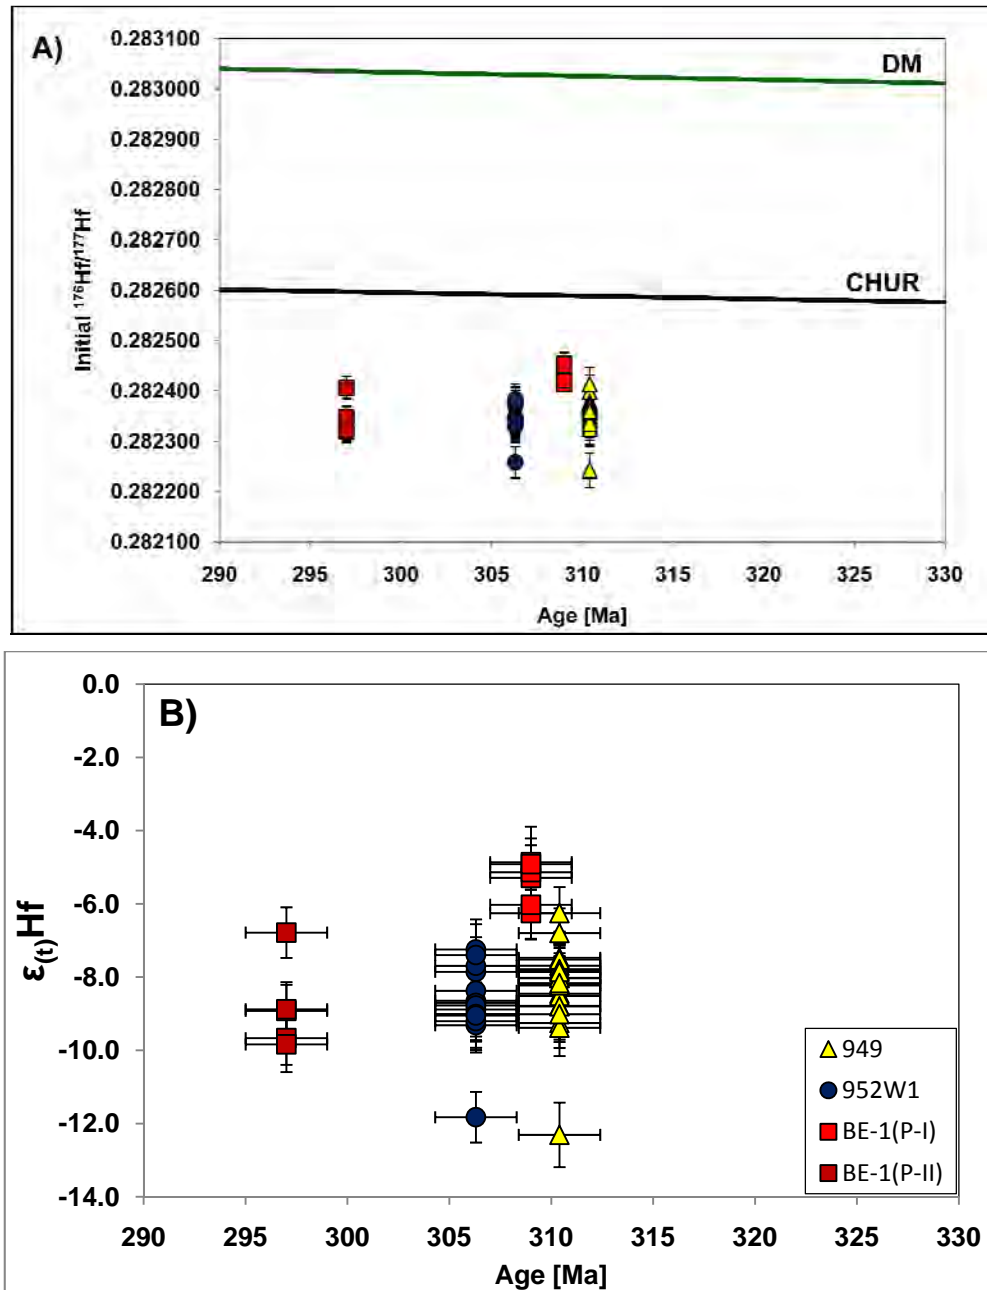 A)
0.283100
0.283000
0.282900
0.282800
0.282700
0.282600
0.282500
0.282400
0.282300
0.282200
0.282100
Initial ¹⁷⁶Hf/¹⁷⁷Hf
DM
CHUR
290 295 300 305 310 315 320 325 330
Age [Ma]
B)
0.0
-2.0
-4.0
-6.0
-8.0
-10.0
-12.0
-14.0
ε(t)Hf
949
952W1
BE-1(P-I)
BE-1(P-II)
290 295 300 305 310 315 320 325 330
Age [Ma]